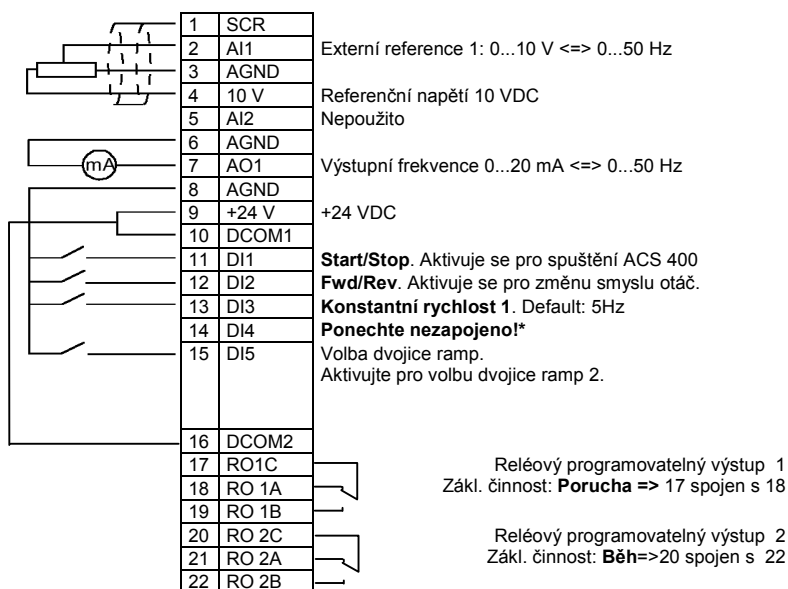 1 SCR
2 AI1 Externí reference 1: 0...10 V <=> 0...50 Hz
3 AGND
4 10 V Referenční napětí 10 VDC
5 AI2 Nepoužito
6 AGND
mA 7 AO1 Výstupní frekvence 0...20 mA <=> 0...50 Hz
8 AGND
9 +24 V +24 VDC
10 DCOM1
11 DI1 Start/Stop. Aktivuje se pro spuštění ACS 400
12 DI2 Fwd/Rev. Aktivuje se pro změnu smyslu otáč.
13 DI3 Konstantní rychlost 1. Default: 5Hz
14 DI4 Ponechte nezapojeno!*
15 DI5 Volba dvojice ramp.
Aktivujte pro volbu dvojice ramp 2.
16 DCOM2
17 RO1C Reléový programovatelný výstup 1
18 RO 1A Zákl. činnost: Porucha => 17 spojen s 18
19 RO 1B
20 RO 2C Reléový programovatelný výstup 2
21 RO 2A Zákl. činnost: Běh=>20 spojen s 22
22 RO 2B